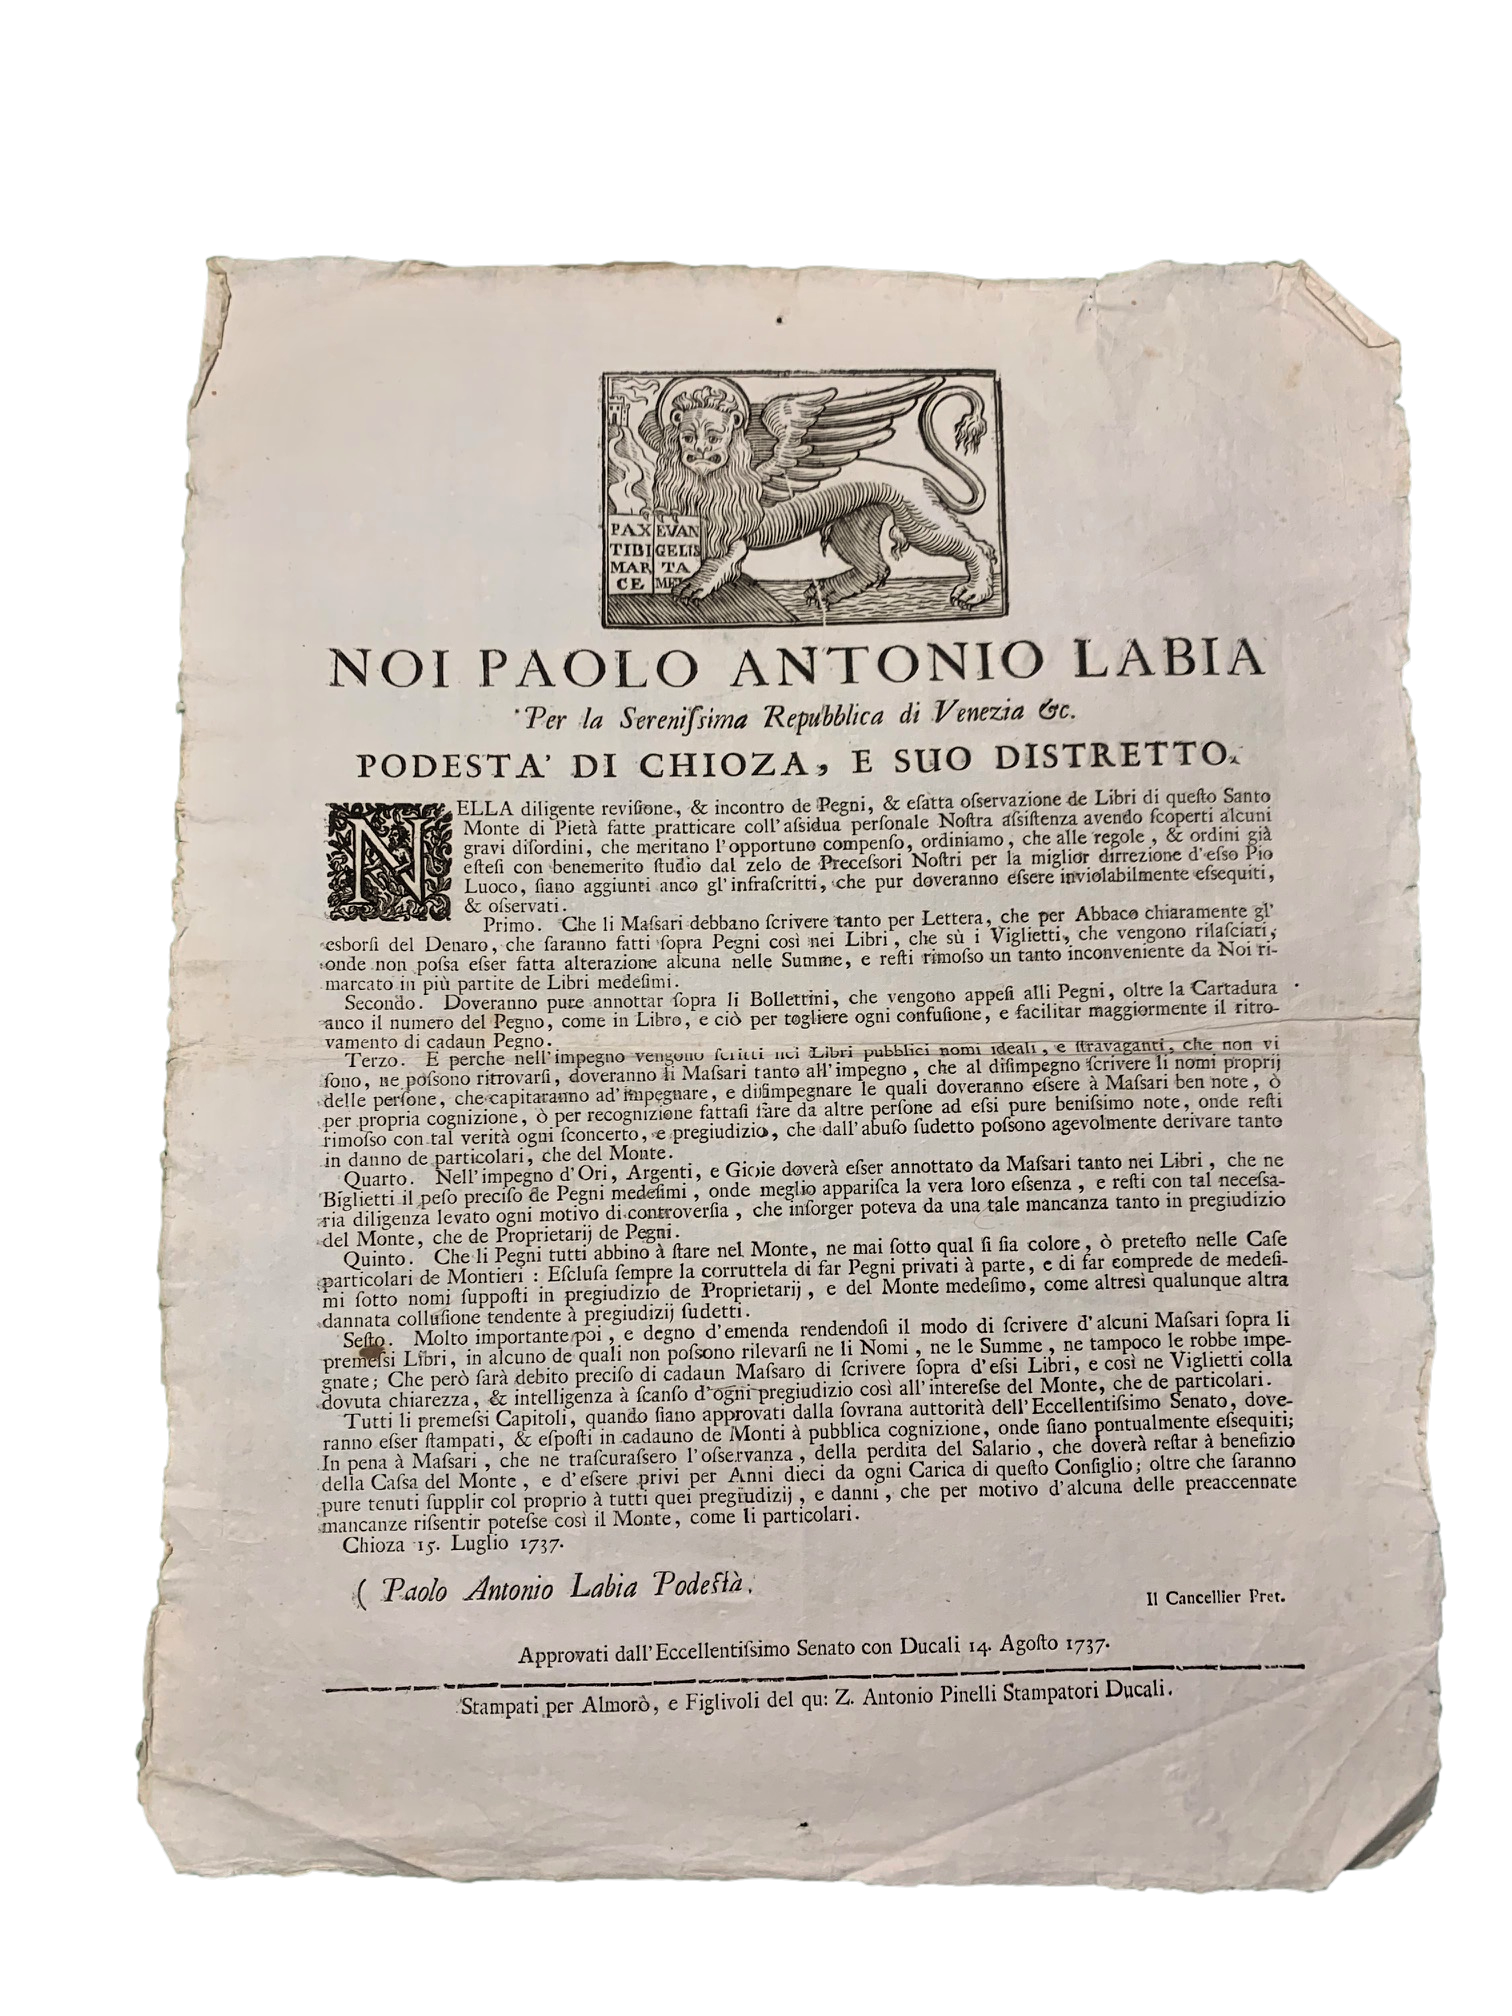 PAX EVAN
TIBI GELIS
MAR TA
CE MEV
NOI PAOLO ANTONIO LABIA
Per la Sereniſsima Repubblica di Venezia &c.
PODESTA' DI CHIOZA, E SUO DISTRETTO.
NELLA diligente reviſione, & incontro de Pegni, & eſatta oſservazione de Libri di queſto Santo
Monte di Pietà fatte pratticare coll'aſsidua perſonale Noſtra aſsiſtenza avendo ſcoperti alcuni
gravi diſordini, che meritano l'opportuno compenſo, ordiniamo, che alle regole, & ordini già
eſteſi con benemerito ſtudio dal zelo de Preceſsori Noſtri per la miglior dirrezione d'eſso Pio
Luoco, ſiano aggiunti anco gl'infraſcritti, che pur doveranno eſsere inviolabilmente eſsequiti,
& oſservati.
Primo. Che li Maſsari debbano ſcrivere tanto per Lettera, che per Abbaco chiaramente gl'
esborſi del Denaro, che ſaranno fatti ſopra Pegni così nei Libri, che sù i Viglietti, che vengono rilaſciati,
onde non poſsa eſser fatta alterazione alcuna nelle Summe, e reſti rimoſso un tanto inconveniente da Noi ri-
marcato in più partite de Libri medeſimi.
Secondo. Doveranno pure annottar ſopra li Bollettini, che vengono appeſi alli Pegni, oltre la Cartadura
anco il numero del Pegno, come in Libro, e ciò per togliere ogni confuſione, e facilitar maggiormente il ritro-
vamento di cadaun Pegno.
Terzo. E perche nell'impegno vengono ſcritti nei Libri pubblici nomi ideali, e ſtravaganti, che non vi
ſono, ne poſsono ritrovarſi, doveranno li Maſsari tanto all'impegno, che al diſimpegno ſcrivere li nomi proprij
delle perſone, che capitaranno ad'impegnare, e diſimpegnare le quali doveranno eſsere à Maſsari ben note, ò
per propria cognizione, ò per recognizione fattaſi fare da altre perſone ad eſsi pure beniſsimo note, onde reſti
rimoſso con tal verità ogni ſconcerto, e pregiudizio, che dall'abuſo ſudetto poſsono agevolmente derivare tanto
in danno de particolari, che del Monte.
Quarto. Nell'impegno d'Ori, Argenti, e Gioie doverà eſser annottato da Maſsari tanto nei Libri, che ne
Biglietti il peſo preciſo de Pegni medeſimi, onde meglio appariſca la vera loro eſsenza, e reſti con tal neceſsa-
ria diligenza levato ogni motivo di controverſia, che inſorger poteva da una tale mancanza tanto in pregiudizio
del Monte, che de Proprietarij de Pegni.
Quinto. Che li Pegni tutti abbino à ſtare nel Monte, ne mai ſotto qual ſi ſia colore, ò preteſto nelle Caſe
particolari de Montieri: Eſcluſa ſempre la corruttela di far Pegni privati à parte, e di far comprede de medeſi-
mi ſotto nomi ſuppoſti in pregiudizio de Proprietarij, e del Monte medeſimo, come altresì qualunque altra
dannata colluſione tendente à pregiudizij ſudetti.
Seſto. Molto importante poi, e degno d'emenda rendendoſi il modo di ſcrivere d'alcuni Maſsari ſopra li
premeſsi Libri, in alcuno de quali non poſsono rilevarſi ne li Nomi, ne le Summe, ne tampoco le robbe impe-
gnate; Che però ſarà debito preciſo di cadaun Maſsaro di ſcrivere ſopra d'eſsi Libri, e così ne Viglietti colla
dovuta chiarezza, & intelligenza à ſcanſo d'ogni pregiudizio così all'intereſse del Monte, che de particolari.
Tutti li premeſsi Capitoli, quando ſiano approvati dalla ſovrana auttorità dell'Eccellentiſsimo Senato, dove-
ranno eſser ſtampati, & eſpoſti in cadauno de Monti à pubblica cognizione, onde ſiano pontualmente eſsequiti;
In pena à Maſsari, che ne traſcuraſsero l'oſservanza, della perdita del Salario, che doverà reſtar à benefizio
della Caſsa del Monte, e d'eſsere privi per Anni dieci da ogni Carica di queſto Conſiglio; oltre che ſaranno
pure tenuti ſupplir col proprio à tutti quei pregiudizij, e danni, che per motivo d'alcuna delle preaccennate
mancanze riſsentir poteſse così il Monte, come li particolari.
Chioza 15. Luglio 1737.
( Paolo Antonio Labia Podeſtà.
Il Cancellier Pret.
Approvati dall'Eccellentiſsimo Senato con Ducali 14. Agoſto 1737.
Stampati per Almorò, e Figlivoli del qu: Z. Antonio Pinelli Stampatori Ducali.